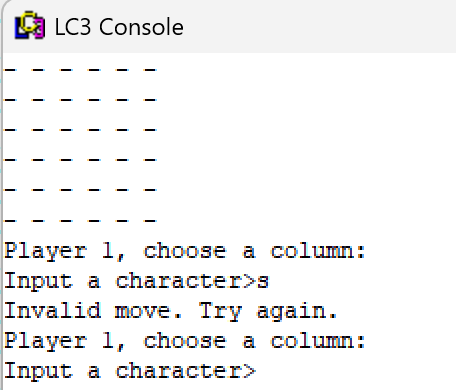 LC3 Console
- - - - - -
- - - - - -
- - - - - -
- - - - - -
- - - - - -
- - - - - -
Player 1, choose a column:
Input a character>s
Invalid move. Try again.
Player 1, choose a column:
Input a character>